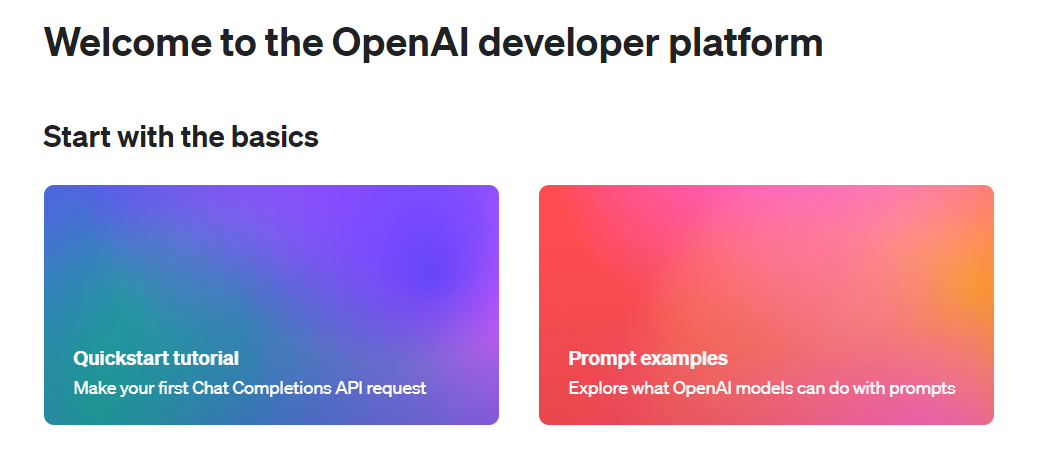 Welcome to the OpenAI developer platform
Start with the basics
Quickstart tutorial
Make your first Chat Completions API request
Prompt examples
Explore what OpenAI models can do with prompts